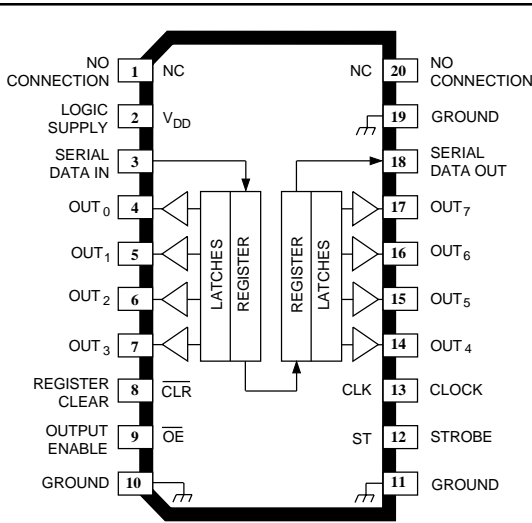 NO
CONNECTION
1
NC
NC
20
NO
CONNECTION
LOGIC
SUPPLY
2
VDD
19
GROUND
SERIAL
DATA IN
3
18
SERIAL
DATA OUT
OUT0
4
17
OUT7
OUT1
5
16
OUT6
OUT2
6
15
OUT5
OUT3
7
14
OUT4
LATCHES
REGISTER
REGISTER
LATCHES
REGISTER
CLEAR
8
CLR
CLK
13
CLOCK
OUTPUT
ENABLE
9
OE
ST
12
STROBE
GROUND
10
11
GROUND